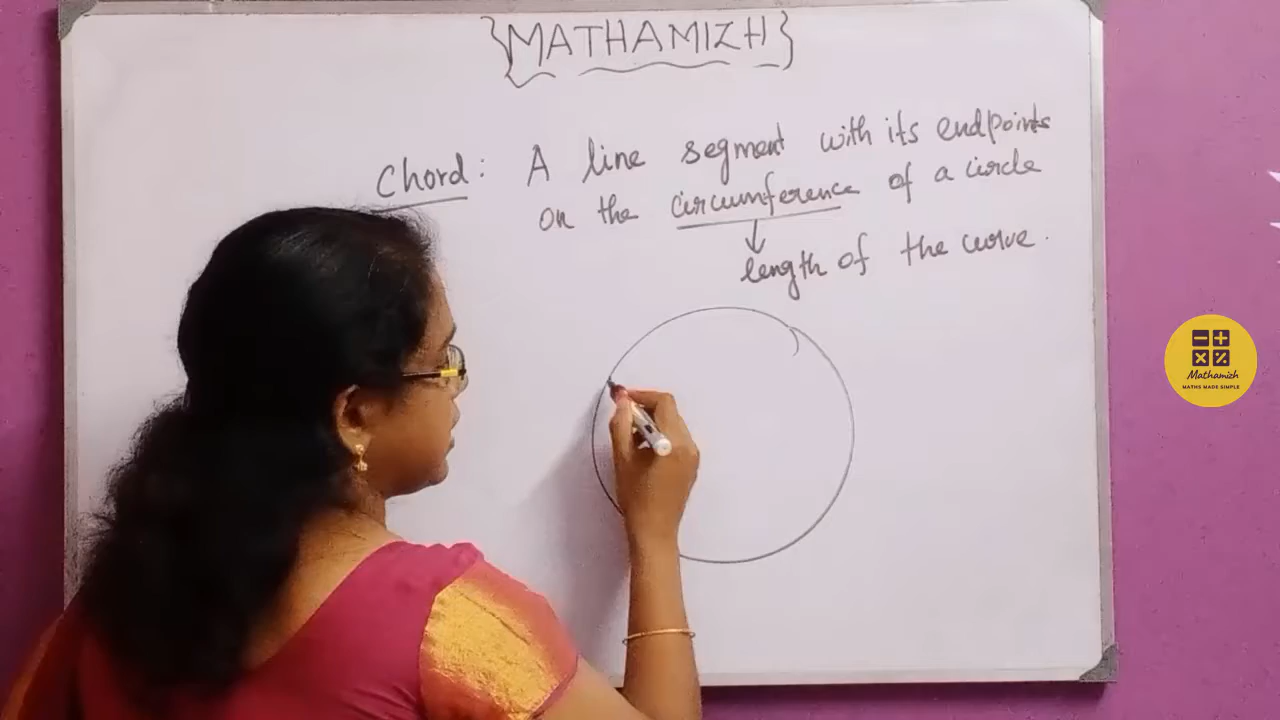 {MATHAMIZH}
Chord: A line segment with its endpoints
on the circumference of a circle
length of the curve.
Mathamizh
MATHS MADE SIMPLE